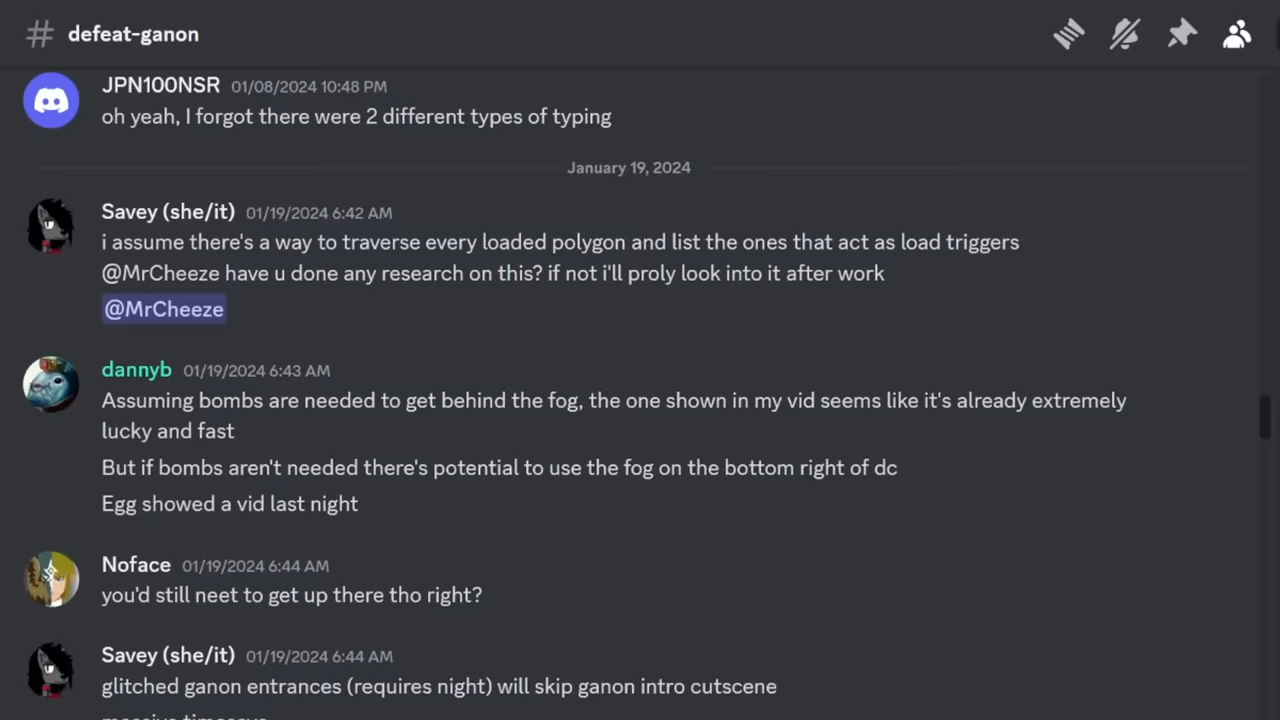 # defeat-ganon
JPN100NSR 01/08/2024 10:48 PM
oh yeah, I forgot there were 2 different types of typing
January 19, 2024
Savey (she/it) 01/19/2024 6:42 AM
i assume there's a way to traverse every loaded polygon and list the ones that act as load triggers
@MrCheeze have u done any research on this? if not i'll proly look into it after work
@MrCheeze
dannyb 01/19/2024 6:43 AM
Assuming bombs are needed to get behind the fog, the one shown in my vid seems like it's already extremely
lucky and fast
But if bombs aren't needed there's potential to use the fog on the bottom right of dc
Egg showed a vid last night
Noface 01/19/2024 6:44 AM
you'd still neet to get up there tho right?
Savey (she/it) 01/19/2024 6:44 AM
glitched ganon entrances (requires night) will skip ganon intro cutscene
massive timesave